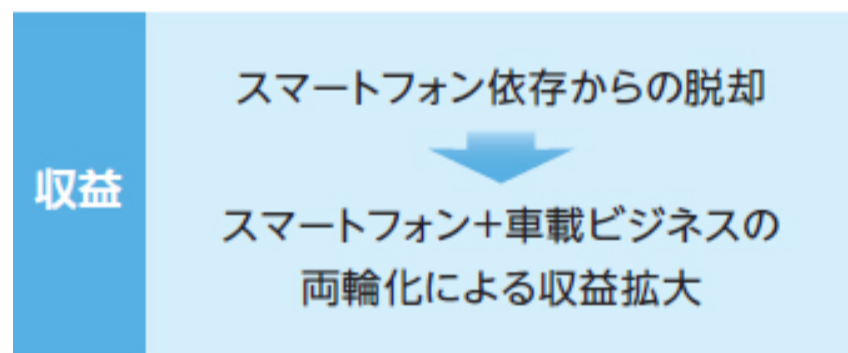 収益
スマートフォン依存からの脱却
スマートフォン+車載ビジネスの
両輪化による収益拡大